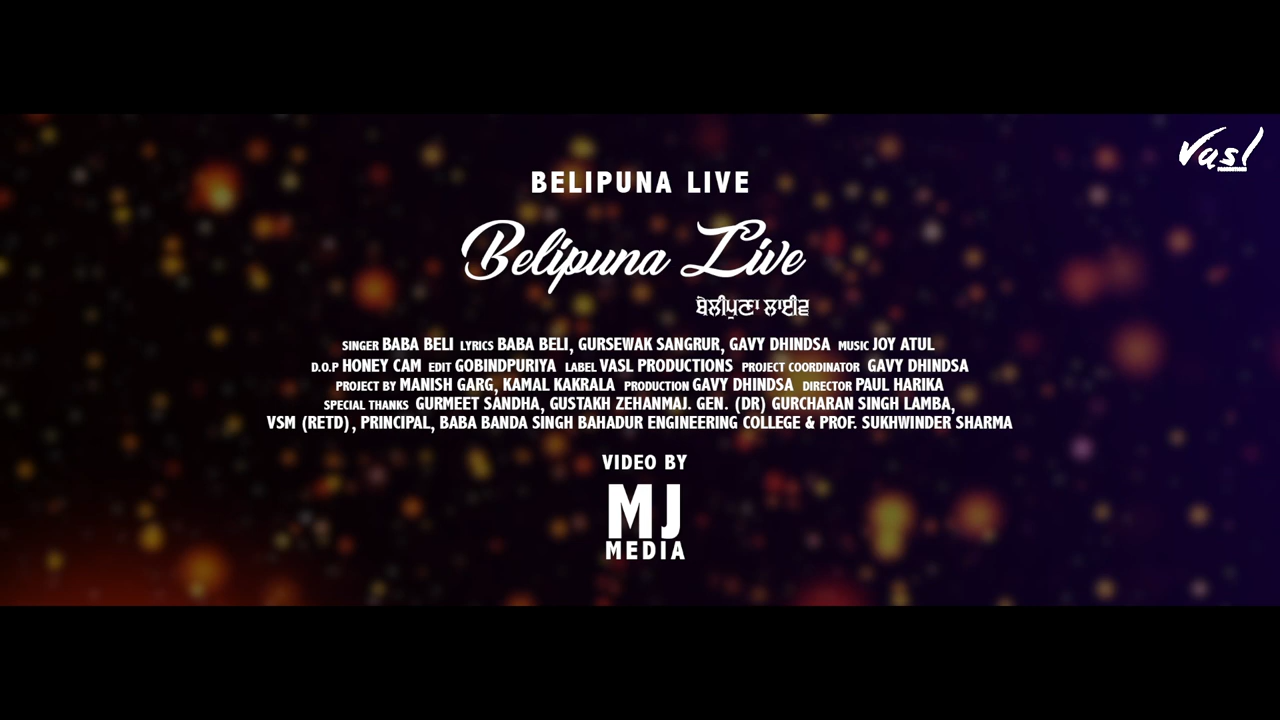 Vasl
PRODUCTIONS
BELIPUNA LIVE
Belipuna Live
ਬੇਲੀਪੁਣਾ ਲਾਈਵ
SINGER BABA BELI LYRICS BABA BELI, GURSEWAK SANGRUR, GAVY DHINDSA MUSIC JOY ATUL
D.O.P HONEY CAM EDIT GOBINDPURIYA LABEL VASL PRODUCTIONS PROJECT COORDINATOR GAVY DHINDSA
PROJECT BY MANISH GARG, KAMAL KAKRALA PRODUCTION GAVY DHINDSA DIRECTOR PAUL HARIKA
SPECIAL THANKS GURMEET SANDHA, GUSTAKH ZEHANMAJ. GEN. (DR) GURCHARAN SINGH LAMBA,
VSM (RETD), PRINCIPAL, BABA BANDA SINGH BAHADUR ENGINEERING COLLEGE & PROF. SUKHWINDER SHARMA
VIDEO BY
MJ
MEDIA